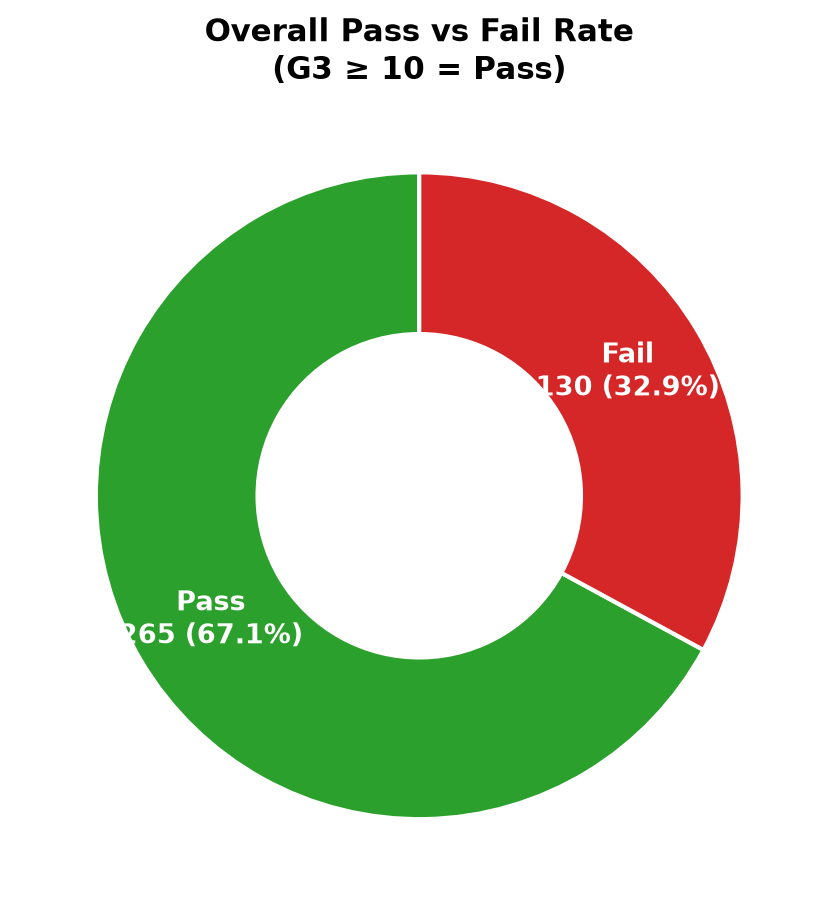 Overall Pass vs Fail Rate
(G3 ≥ 10 = Pass)
Fail
130 (32.9%)
Pass
265 (67.1%)